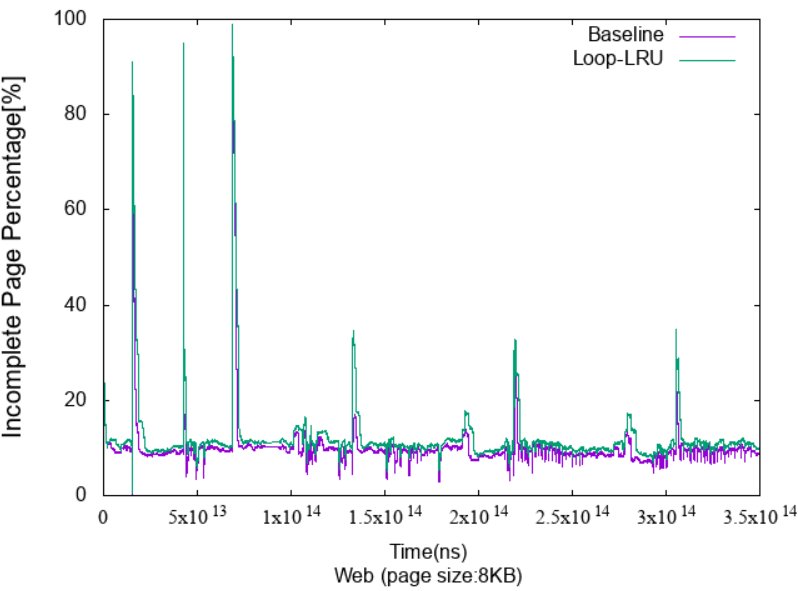 Incomplete Page Percentage[%]
100
80
60
40
20
0
Baseline
Loop-LRU
0 5x10^13 1x10^14 1.5x10^14 2x10^14 2.5x10^14 3x10^14 3.5x10^14
Time(ns)
Web (page size:8KB)